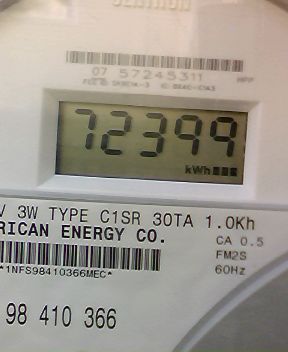 07 57245311
72399
kWh
V 3W TYPE C1SR 30TA 1.0Kh
RICAN ENERGY CO.
CA 0.5
FM2S
60Hz
*1NFS98410366MEC*
98 410 366